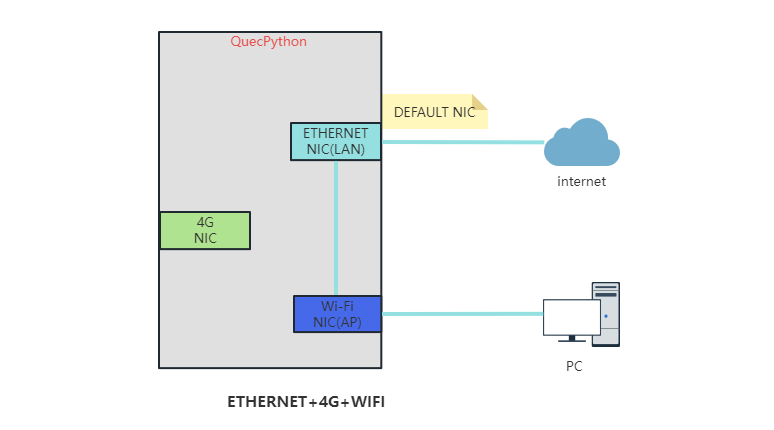 QuecPython
DEFAULT NIC
ETHERNET
NIC(LAN)
internet
4G
NIC
Wi-Fi
NIC(AP)
PC
ETHERNET+4G+WIFI